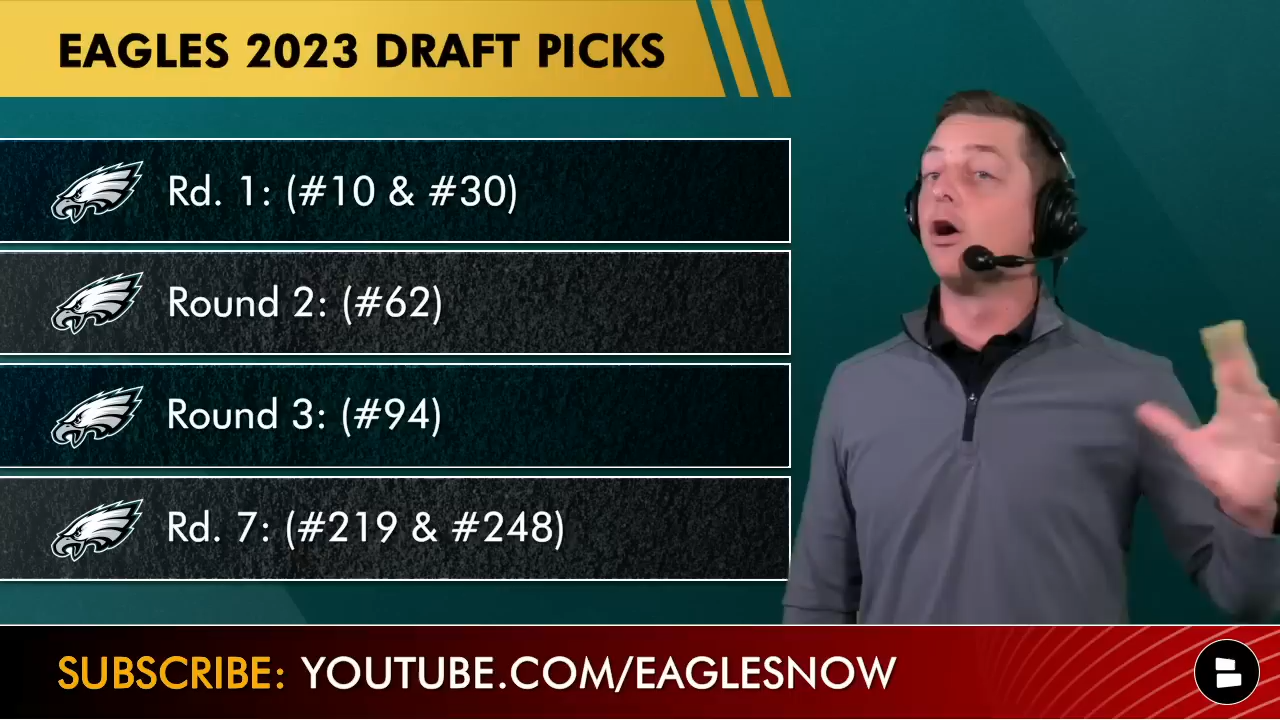 EAGLES 2023 DRAFT PICKS
Rd. 1: (#10 & #30)
Round 2: (#62)
Round 3: (#94)
Rd. 7: (#219 & #248)
SUBSCRIBE: YOUTUBE.COM/EAGLESNOW